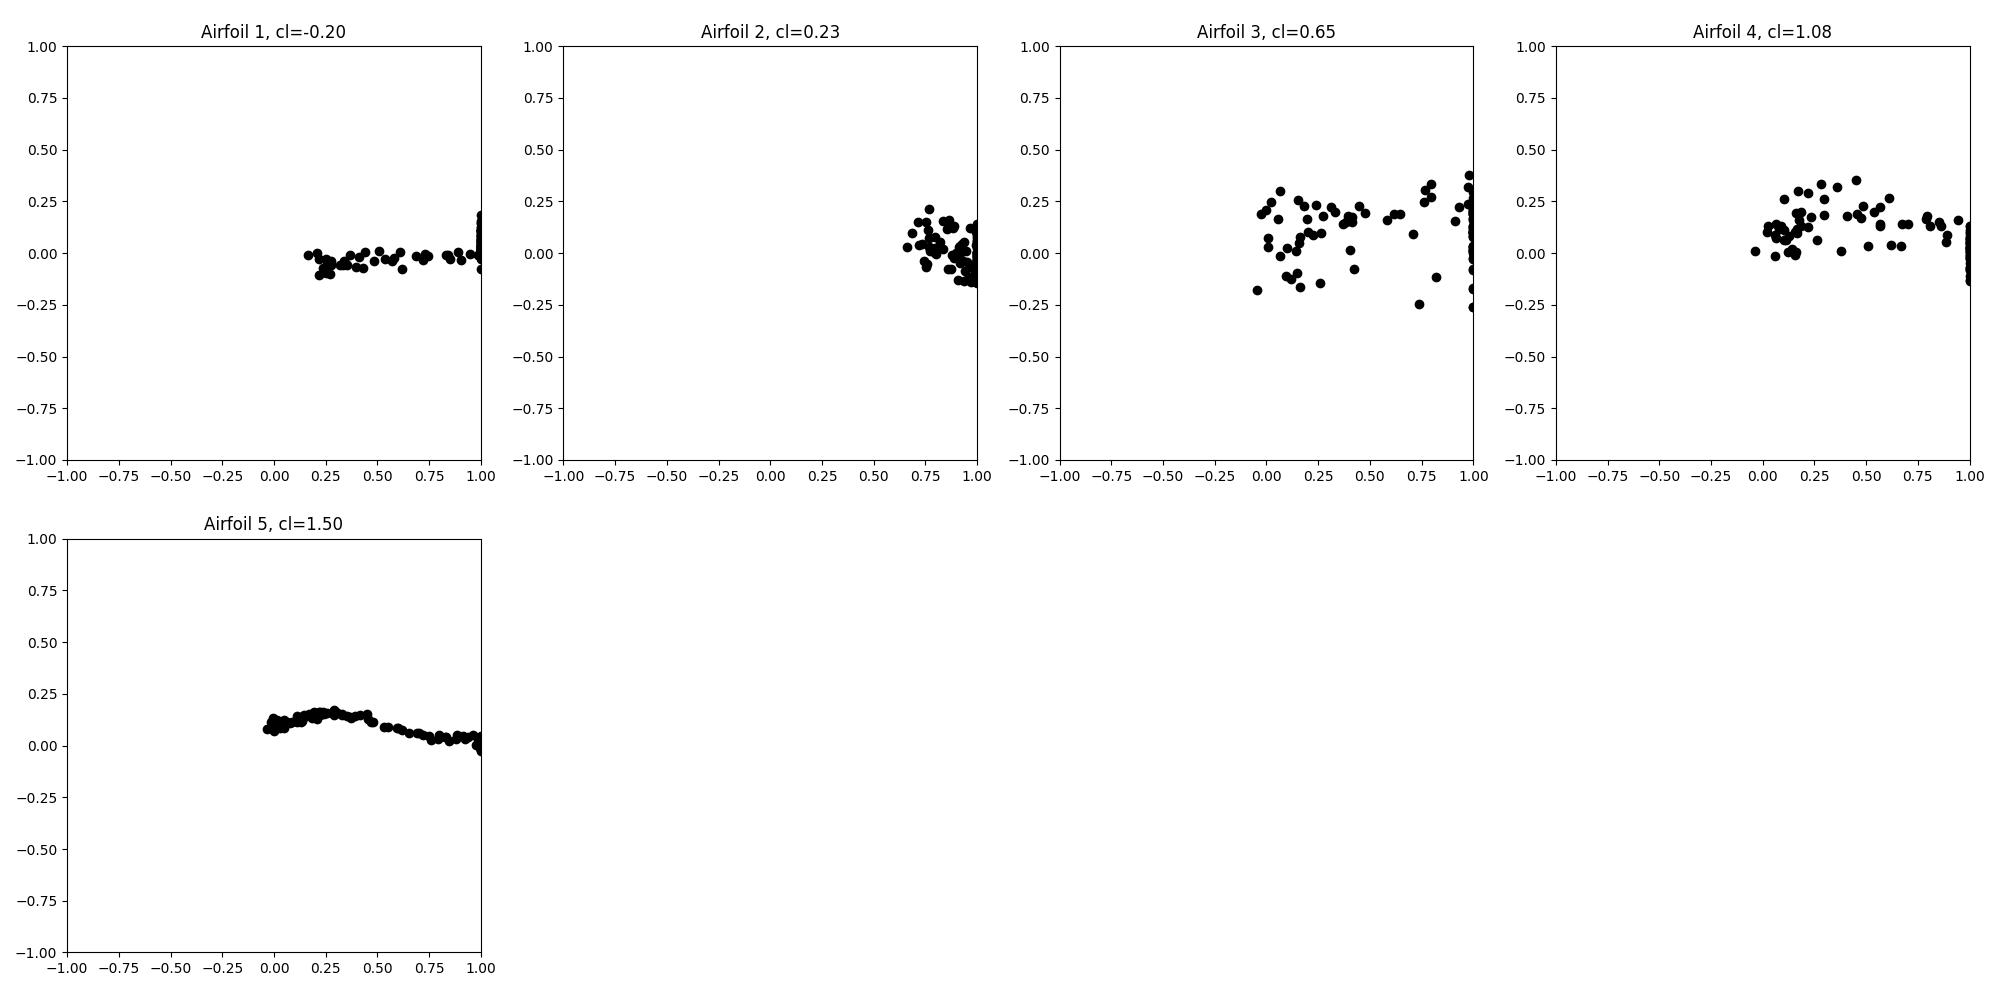 Airfoil 1, cl=-0.20
Airfoil 2, cl=0.23
Airfoil 3, cl=0.65
Airfoil 4, cl=1.08
1.00 1.00 1.00 1.00
0.75 0.75 0.75 0.75
0.50 0.50 0.50 0.50
0.25 0.25 0.25 0.25
0.00 0.00 0.00 0.00
−0.25 −0.25 −0.25 −0.25
−0.50 −0.50 −0.50 −0.50
−0.75 −0.75 −0.75 −0.75
−1.00 −1.00 −1.00 −1.00
−1.00 −0.75 −0.50 −0.25 0.00 0.25 0.50 0.75 1.00
−1.00 −0.75 −0.50 −0.25 0.00 0.25 0.50 0.75 1.00
−1.00 −0.75 −0.50 −0.25 0.00 0.25 0.50 0.75 1.00
−1.00 −0.75 −0.50 −0.25 0.00 0.25 0.50 0.75 1.00
Airfoil 5, cl=1.50
1.00
0.75
0.50
0.25
0.00
−0.25
−0.50
−0.75
−1.00
−1.00 −0.75 −0.50 −0.25 0.00 0.25 0.50 0.75 1.00